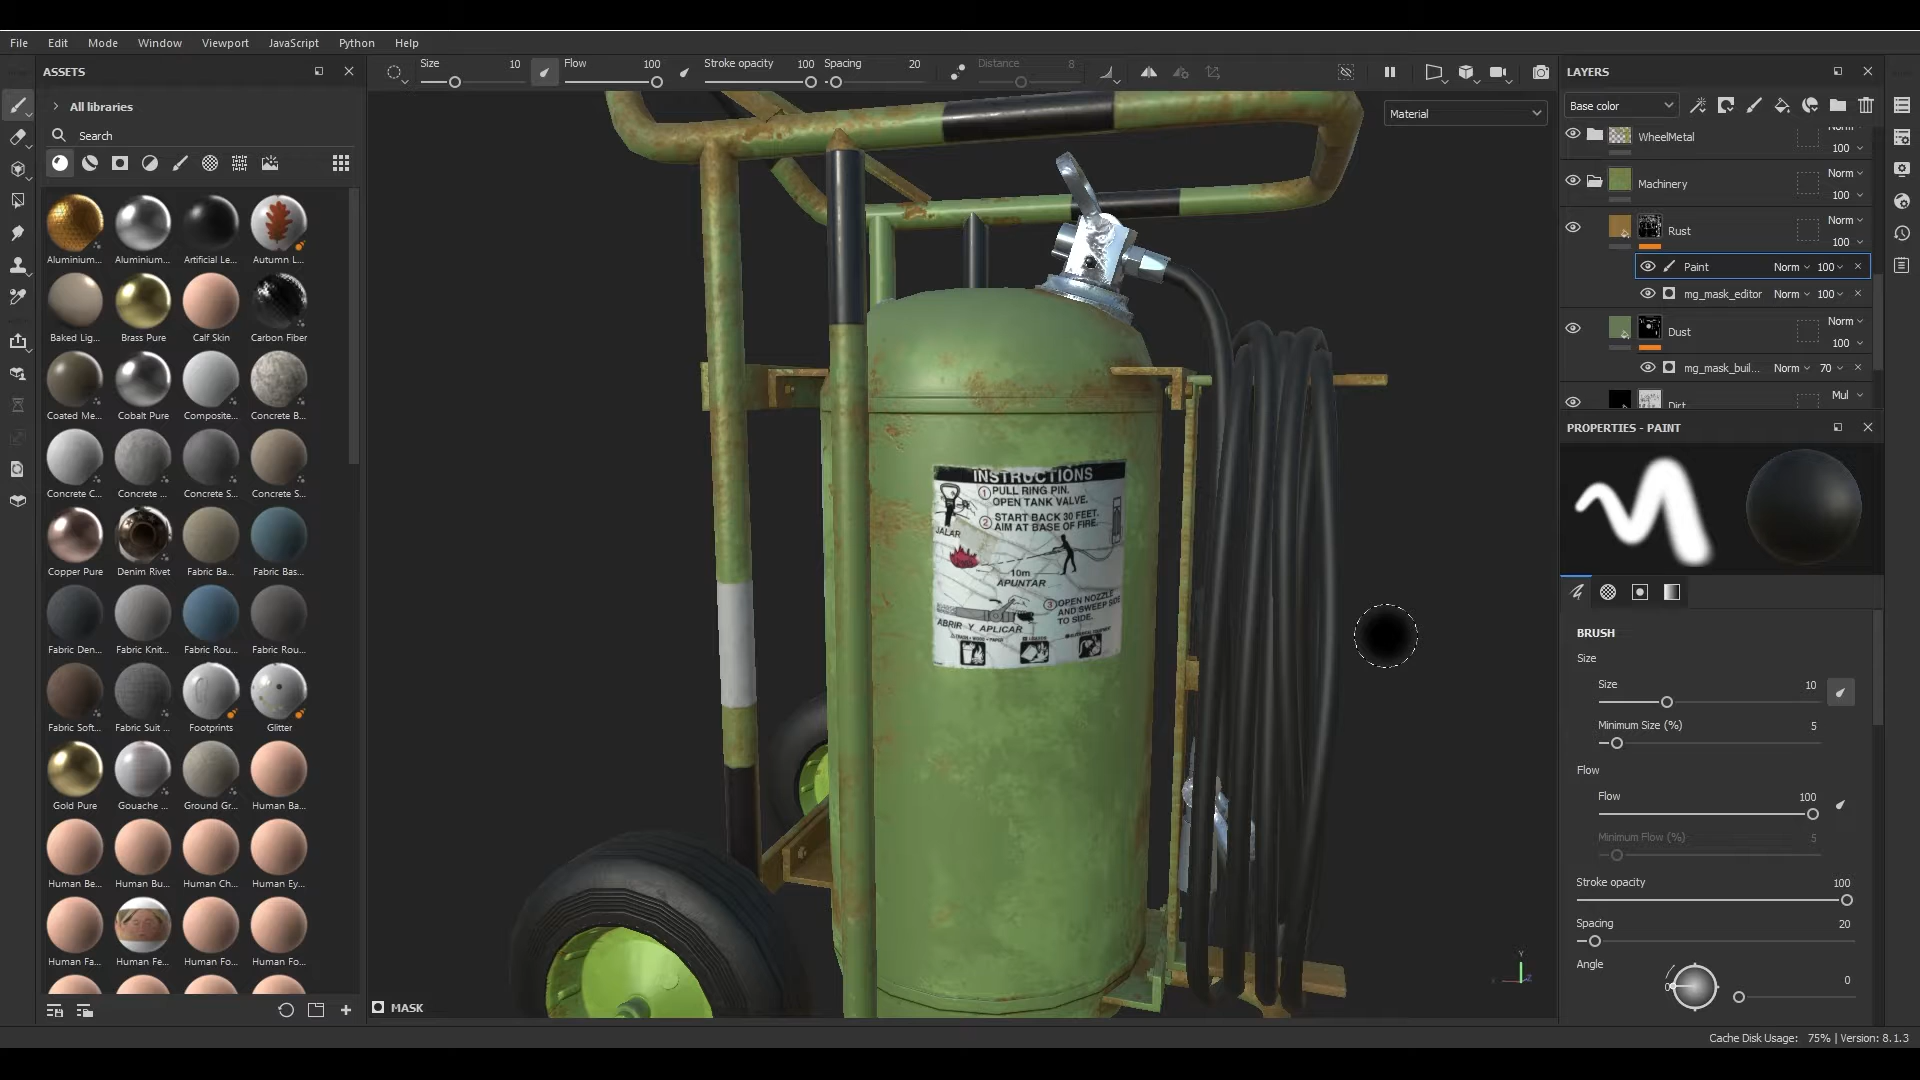 File Edit Mode Window Viewport JavaScript Python Help
ASSETS
All libraries
Search
Aluminium... Aluminium... Artificial Le... Autumn L...
Baked Lig... Brass Pure Calf Skin Carbon Fiber
Coated Me... Cobalt Pure Composite... Concrete B...
Concrete C... Concrete ... Concrete S... Concrete S...
Copper Pure Denim Rivet Fabric Ba... Fabric Bas...
Fabric Den... Fabric Knit... Fabric Rou... Fabric Rou...
Fabric Soft... Fabric Suit ... Footprints Glitter
Gold Pure Gouache ... Ground Gr... Human Ba...
Human Be... Human Bu... Human Ch... Human Ey...
Human Fa... Human Fe... Human Fo... Human Fo...
Size 10 Flow 100 Stroke opacity 100 Spacing 20 Distance 8
Material
INSTRUCTIONS
1 PULL RING PIN.
OPEN TANK VALVE.
2 START BACK 30 FEET.
AIM AT BASE OF FIRE.
JALAR
10m
APUNTAR
3 OPEN NOZZLE
AND SWEEP SIDE
TO SIDE.
ABRIR Y APLICAR
MASK
Y
LAYERS
Base color
WheelMetal Norm
100
Machinery Norm
100
Rust Norm
100
Paint Norm 100
mg_mask_editor Norm 100
Dust Norm
100
mg_mask_buil... Norm 70
Dirt Mul
PROPERTIES - PAINT
BRUSH
Size
Size 10
Minimum Size (%) 5
Flow
Flow 100
Minimum Flow (%) 5
Stroke opacity 100
Spacing 20
Angle
0 0
Cache Disk Usage: 75% | Version: 8.1.3